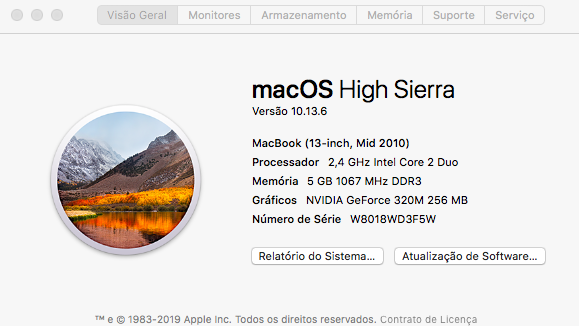 Visão Geral Monitores Armazenamento Memória Suporte Serviço
macOS High Sierra
Versão 10.13.6
MacBook (13-inch, Mid 2010)
Processador 2,4 GHz Intel Core 2 Duo
Memória 5 GB 1067 MHz DDR3
Gráficos NVIDIA GeForce 320M 256 MB
Número de Série W8018WD3F5W
Relatório do Sistema... Atualização de Software...
™ e © 1983-2019 Apple Inc. Todos os direitos reservados. Contrato de Licença